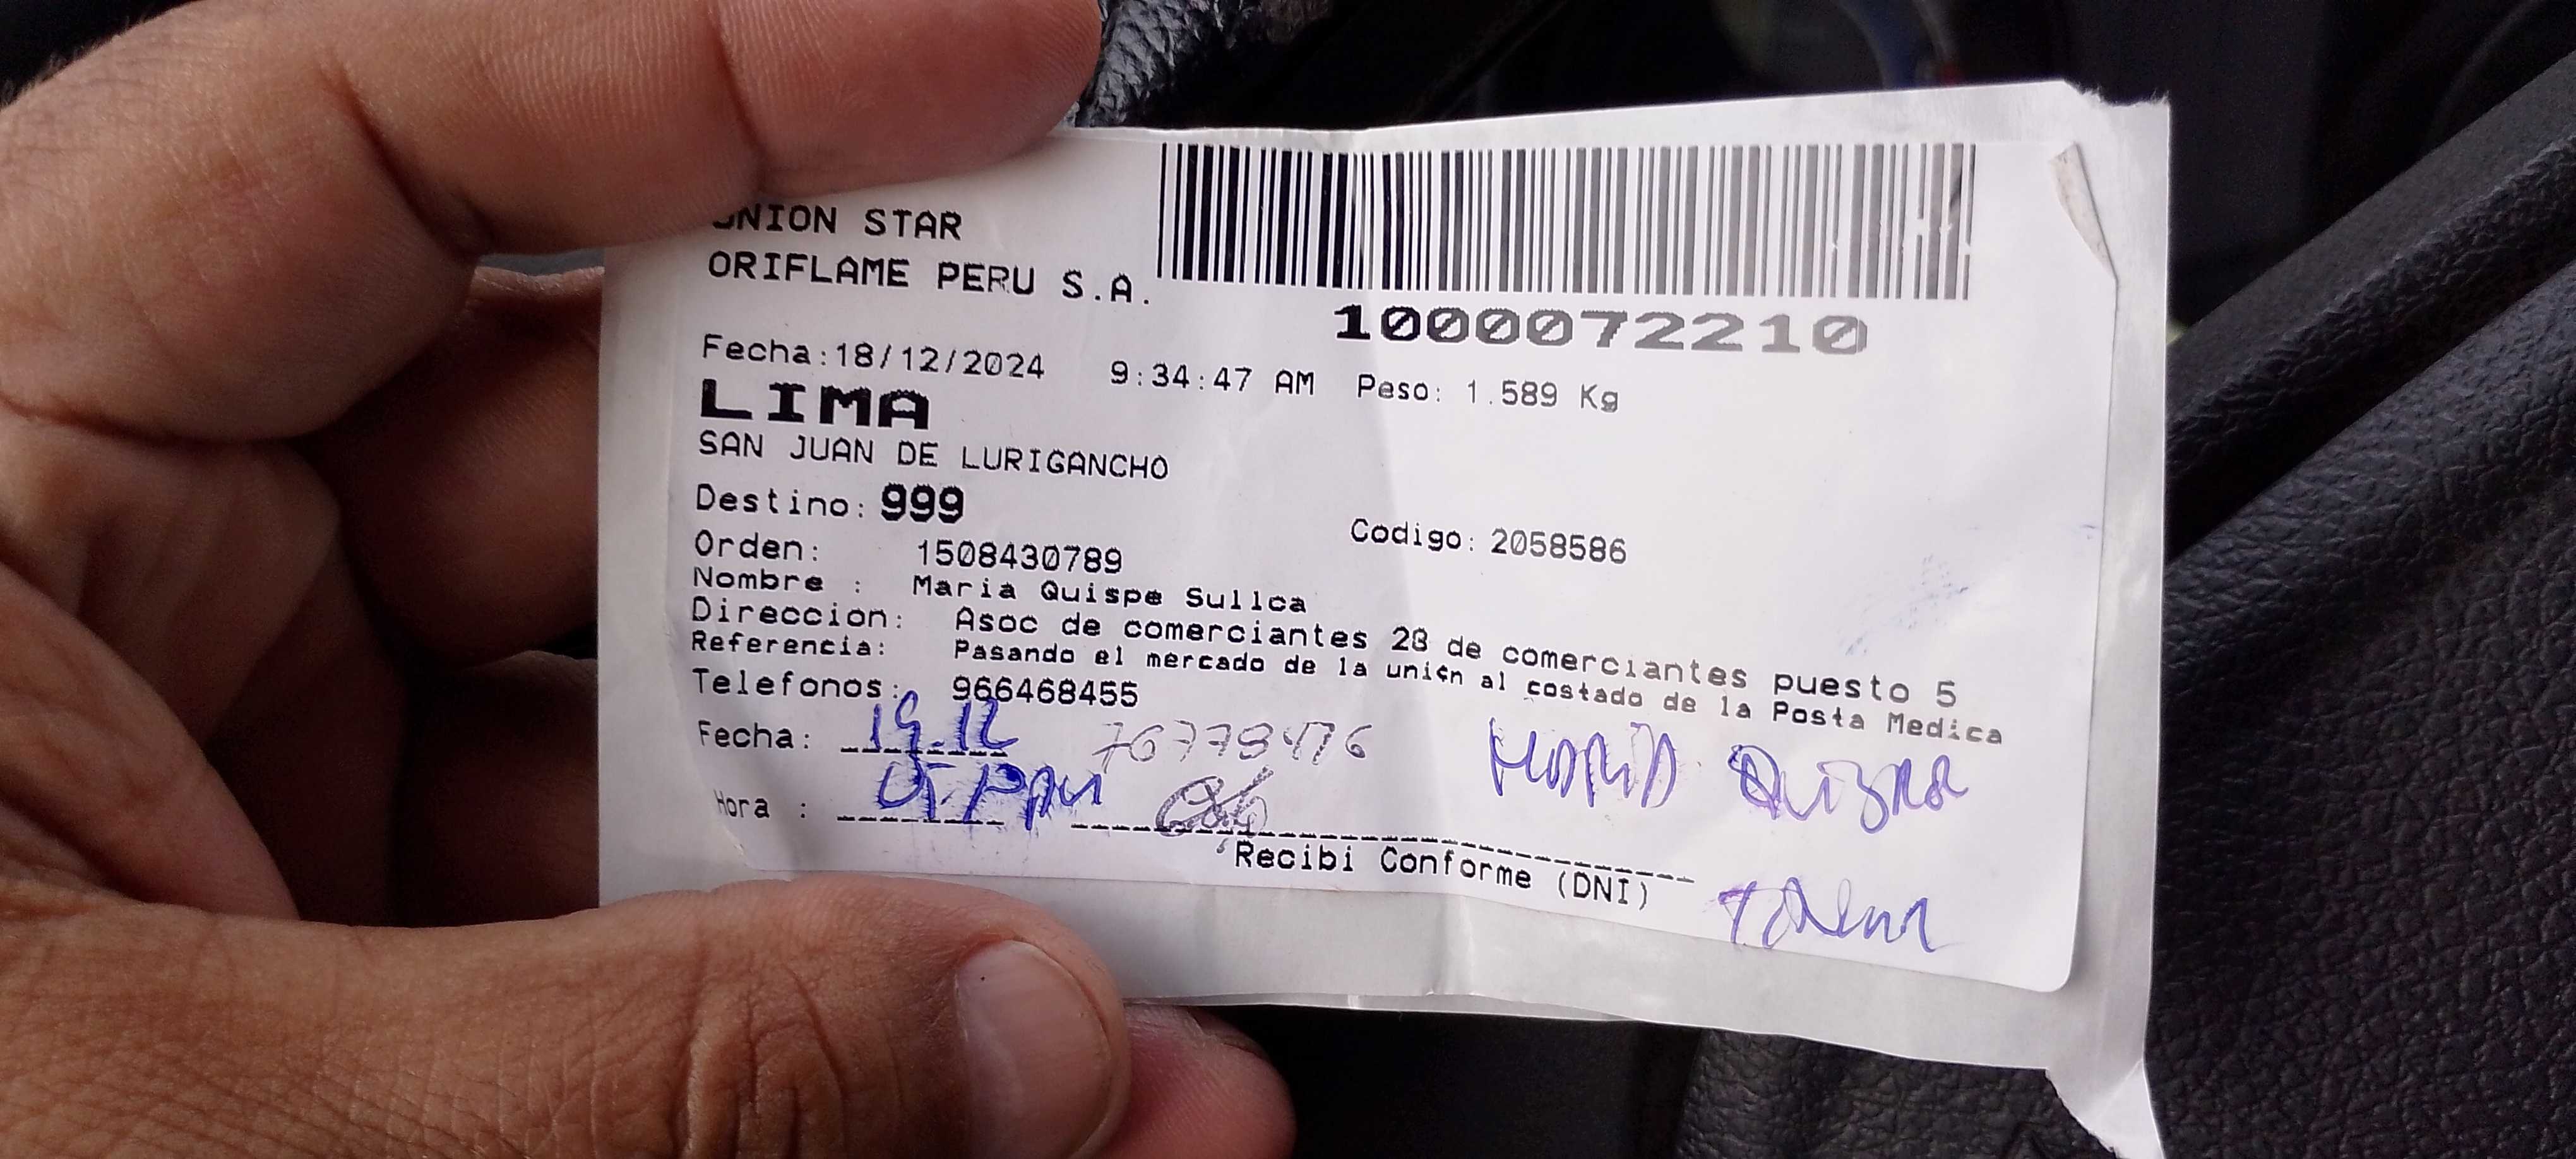 UNION STAR
ORIFLAME PERU S.A.
1000072210
Fecha:18/12/2024 9:34:47 AM Peso: 1.589 Kg
LIMA
SAN JUAN DE LURIGANCHO
Destino: 999
Codigo: 2058586
Orden: 1508430789
Nombre : Maria Quispe Sullca
Direccion: Asoc de comerciantes 28 de comerciantes puesto 5
Referencia: Pasando el mercado de la unión al costado de la Posta Medica
Telefonos: 966468455
Fecha: 19.12
Hora :
Recibi Conforme (DNI)